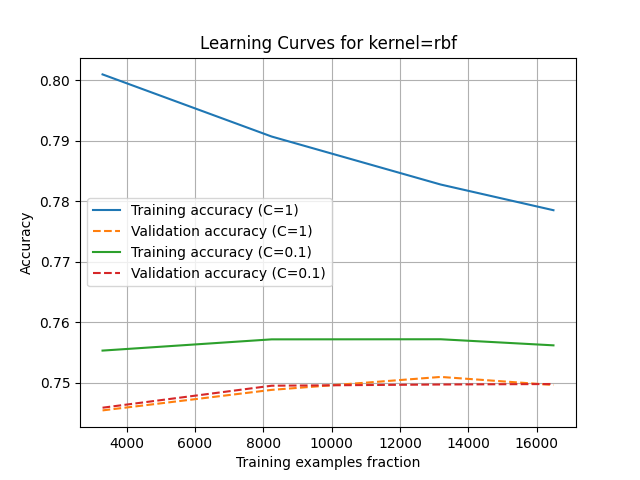 Learning Curves for kernel=rbf
Accuracy
0.80
0.79
0.78
0.77
0.76
0.75
Training accuracy (C=1)
Validation accuracy (C=1)
Training accuracy (C=0.1)
Validation accuracy (C=0.1)
4000 6000 8000 10000 12000 14000 16000
Training examples fraction